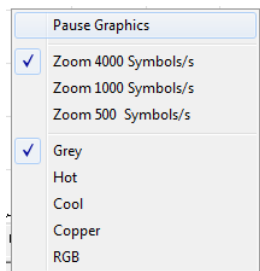 Pause Graphics
Zoom 4000 Symbols/s
Zoom 1000 Symbols/s
Zoom 500  Symbols/s
Grey
Hot
Cool
Copper
RGB